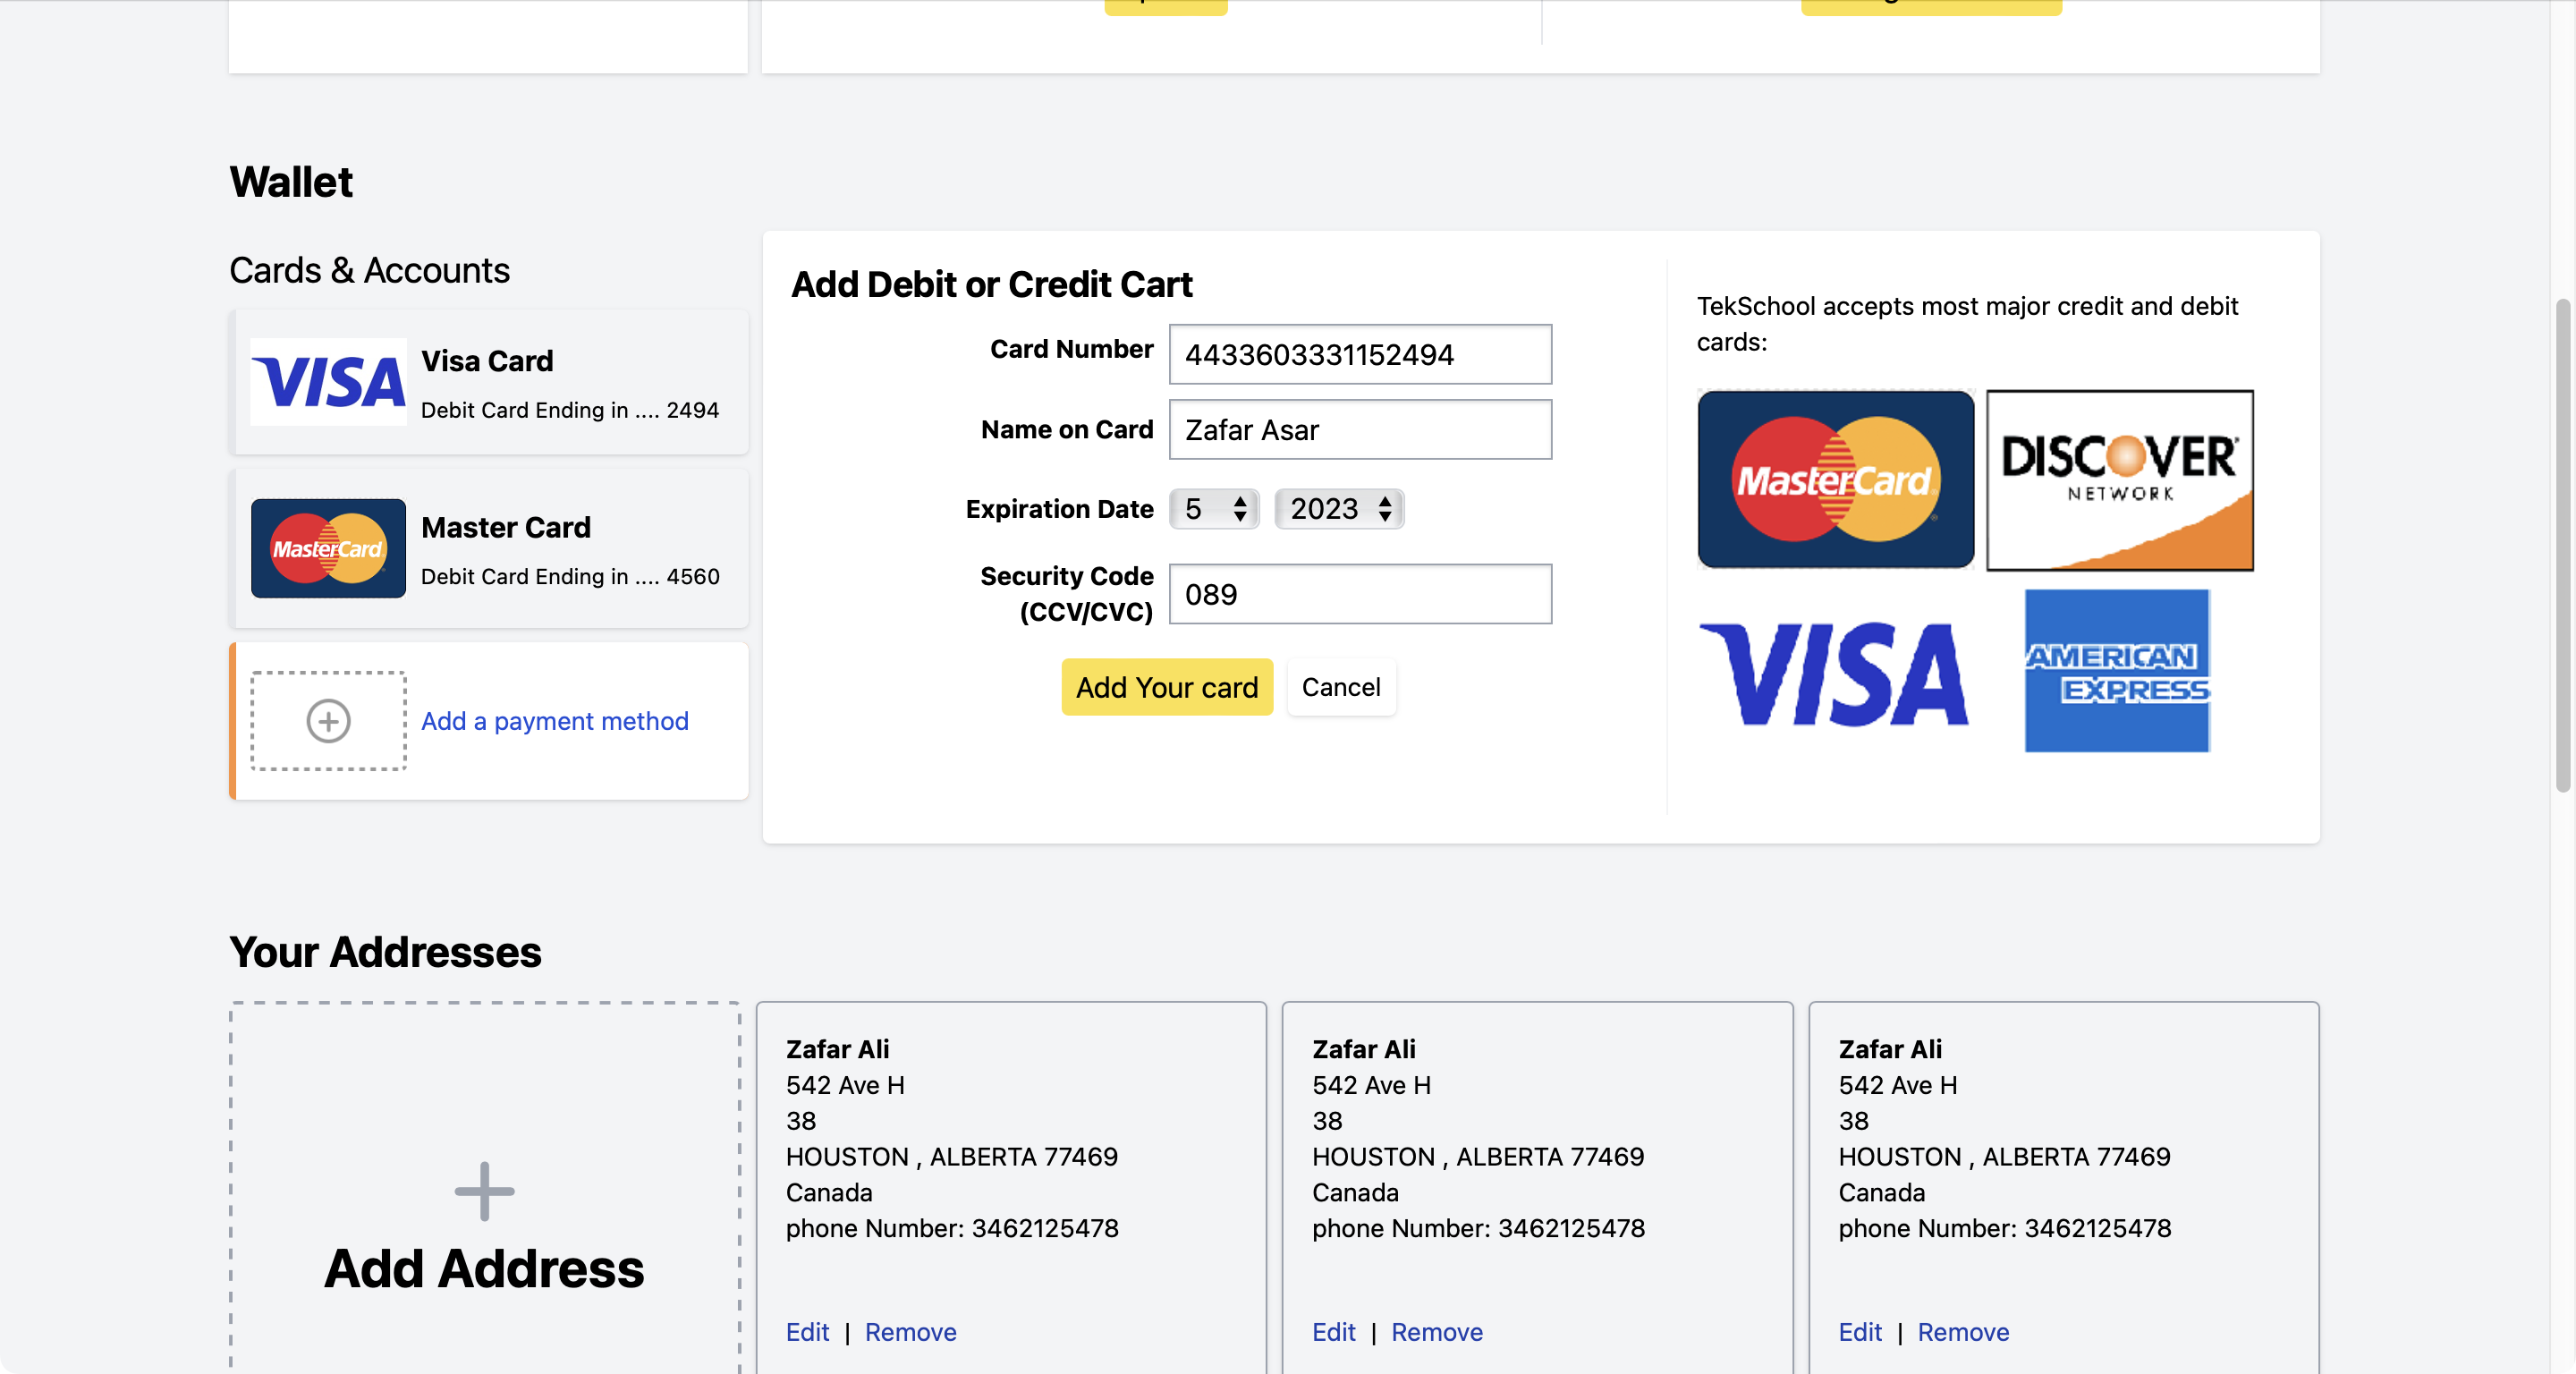 Wallet
Cards & Accounts
VISA
Visa Card
Debit Card Ending in .... 2494
MasterCard
Master Card
Debit Card Ending in .... 4560
Add a payment method
Add Debit or Credit Cart
Card Number
4433603331152494
Name on Card
Zafar Asar
Expiration Date
5
2023
Security Code
(CCV/CVC)
089
Add Your card
Cancel
TekSchool accepts most major credit and debit
cards:
MasterCard
DISCOVER
NETWORK
VISA
AMERICAN
EXPRESS
Your Addresses
Add Address
Zafar Ali
542 Ave H
38
HOUSTON , ALBERTA 77469
Canada
phone Number: 3462125478
Edit | Remove
Zafar Ali
542 Ave H
38
HOUSTON , ALBERTA 77469
Canada
phone Number: 3462125478
Edit | Remove
Zafar Ali
542 Ave H
38
HOUSTON , ALBERTA 77469
Canada
phone Number: 3462125478
Edit | Remove